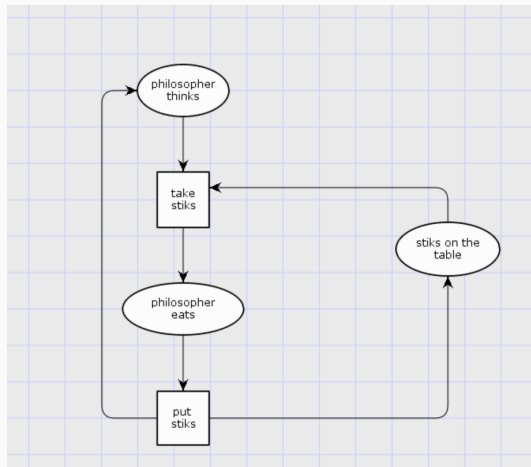 philosopher
thinks
take
stiks
stiks on the
table
philosopher
eats
put
stiks